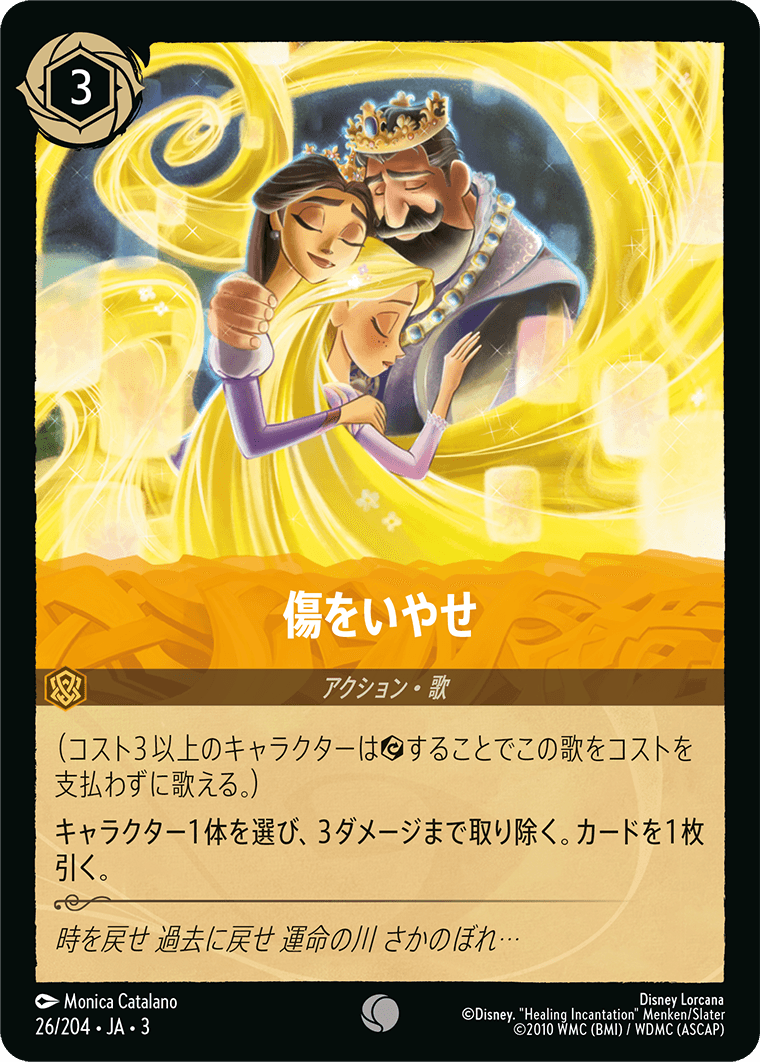 3
傷をいやせ
アクション・歌
(コスト3以上のキャラクターはすることでこの歌をコストを
支払わずに歌える。)
キャラクター1体を選び、3ダメージまで取り除く。カードを1枚
引く。
時を戻せ 過去に戻せ 運命の川 さかのぼれ…
Monica Catalano
26/204・JA・3
Disney Lorcana
©Disney. "Healing Incantation" Menken/Slater
©2010 WMC (BMI) / WDMC (ASCAP)